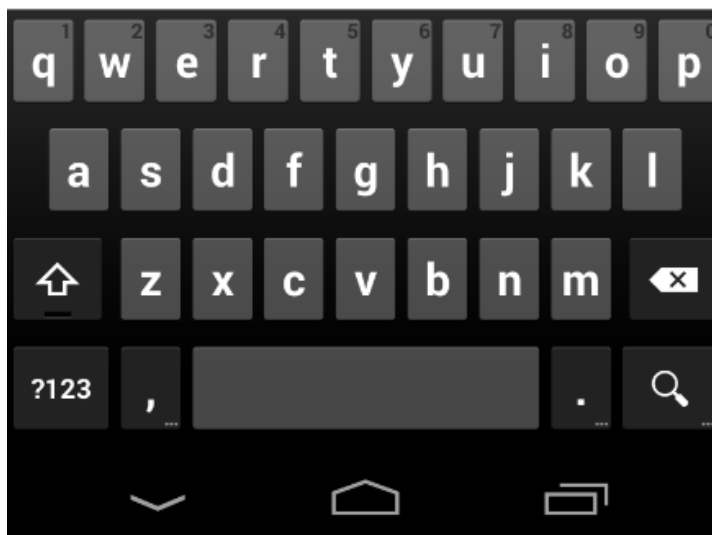 1 2 3 4 5 6 7 8 9 0
q w e r t y u i o p
a s d f g h j k l
z x c v b n m
?123 , .